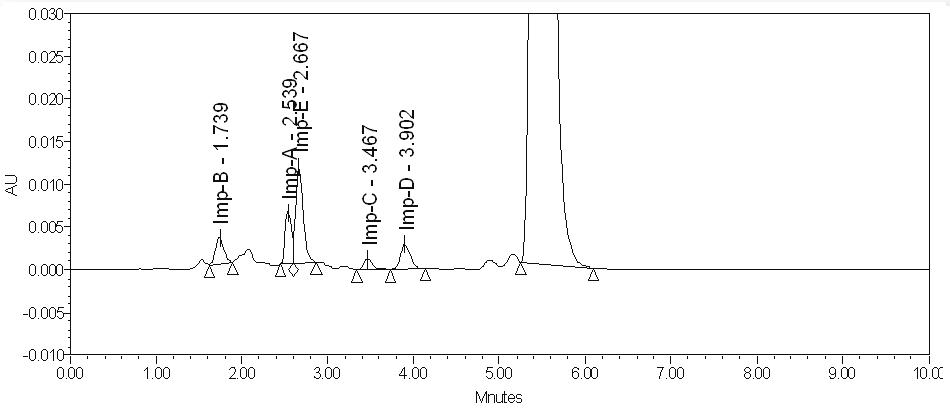 0.030
0.025
0.020
0.015
0.010
0.005
0.000
-0.005
-0.010
AU
Imp-B - 1.739
Imp-A - 2.539
Imp-E - 2.667
Imp-C - 3.467
Imp-D - 3.902
0.00 1.00 2.00 3.00 4.00 5.00 6.00 7.00 8.00 9.00 10.00
Mnutes